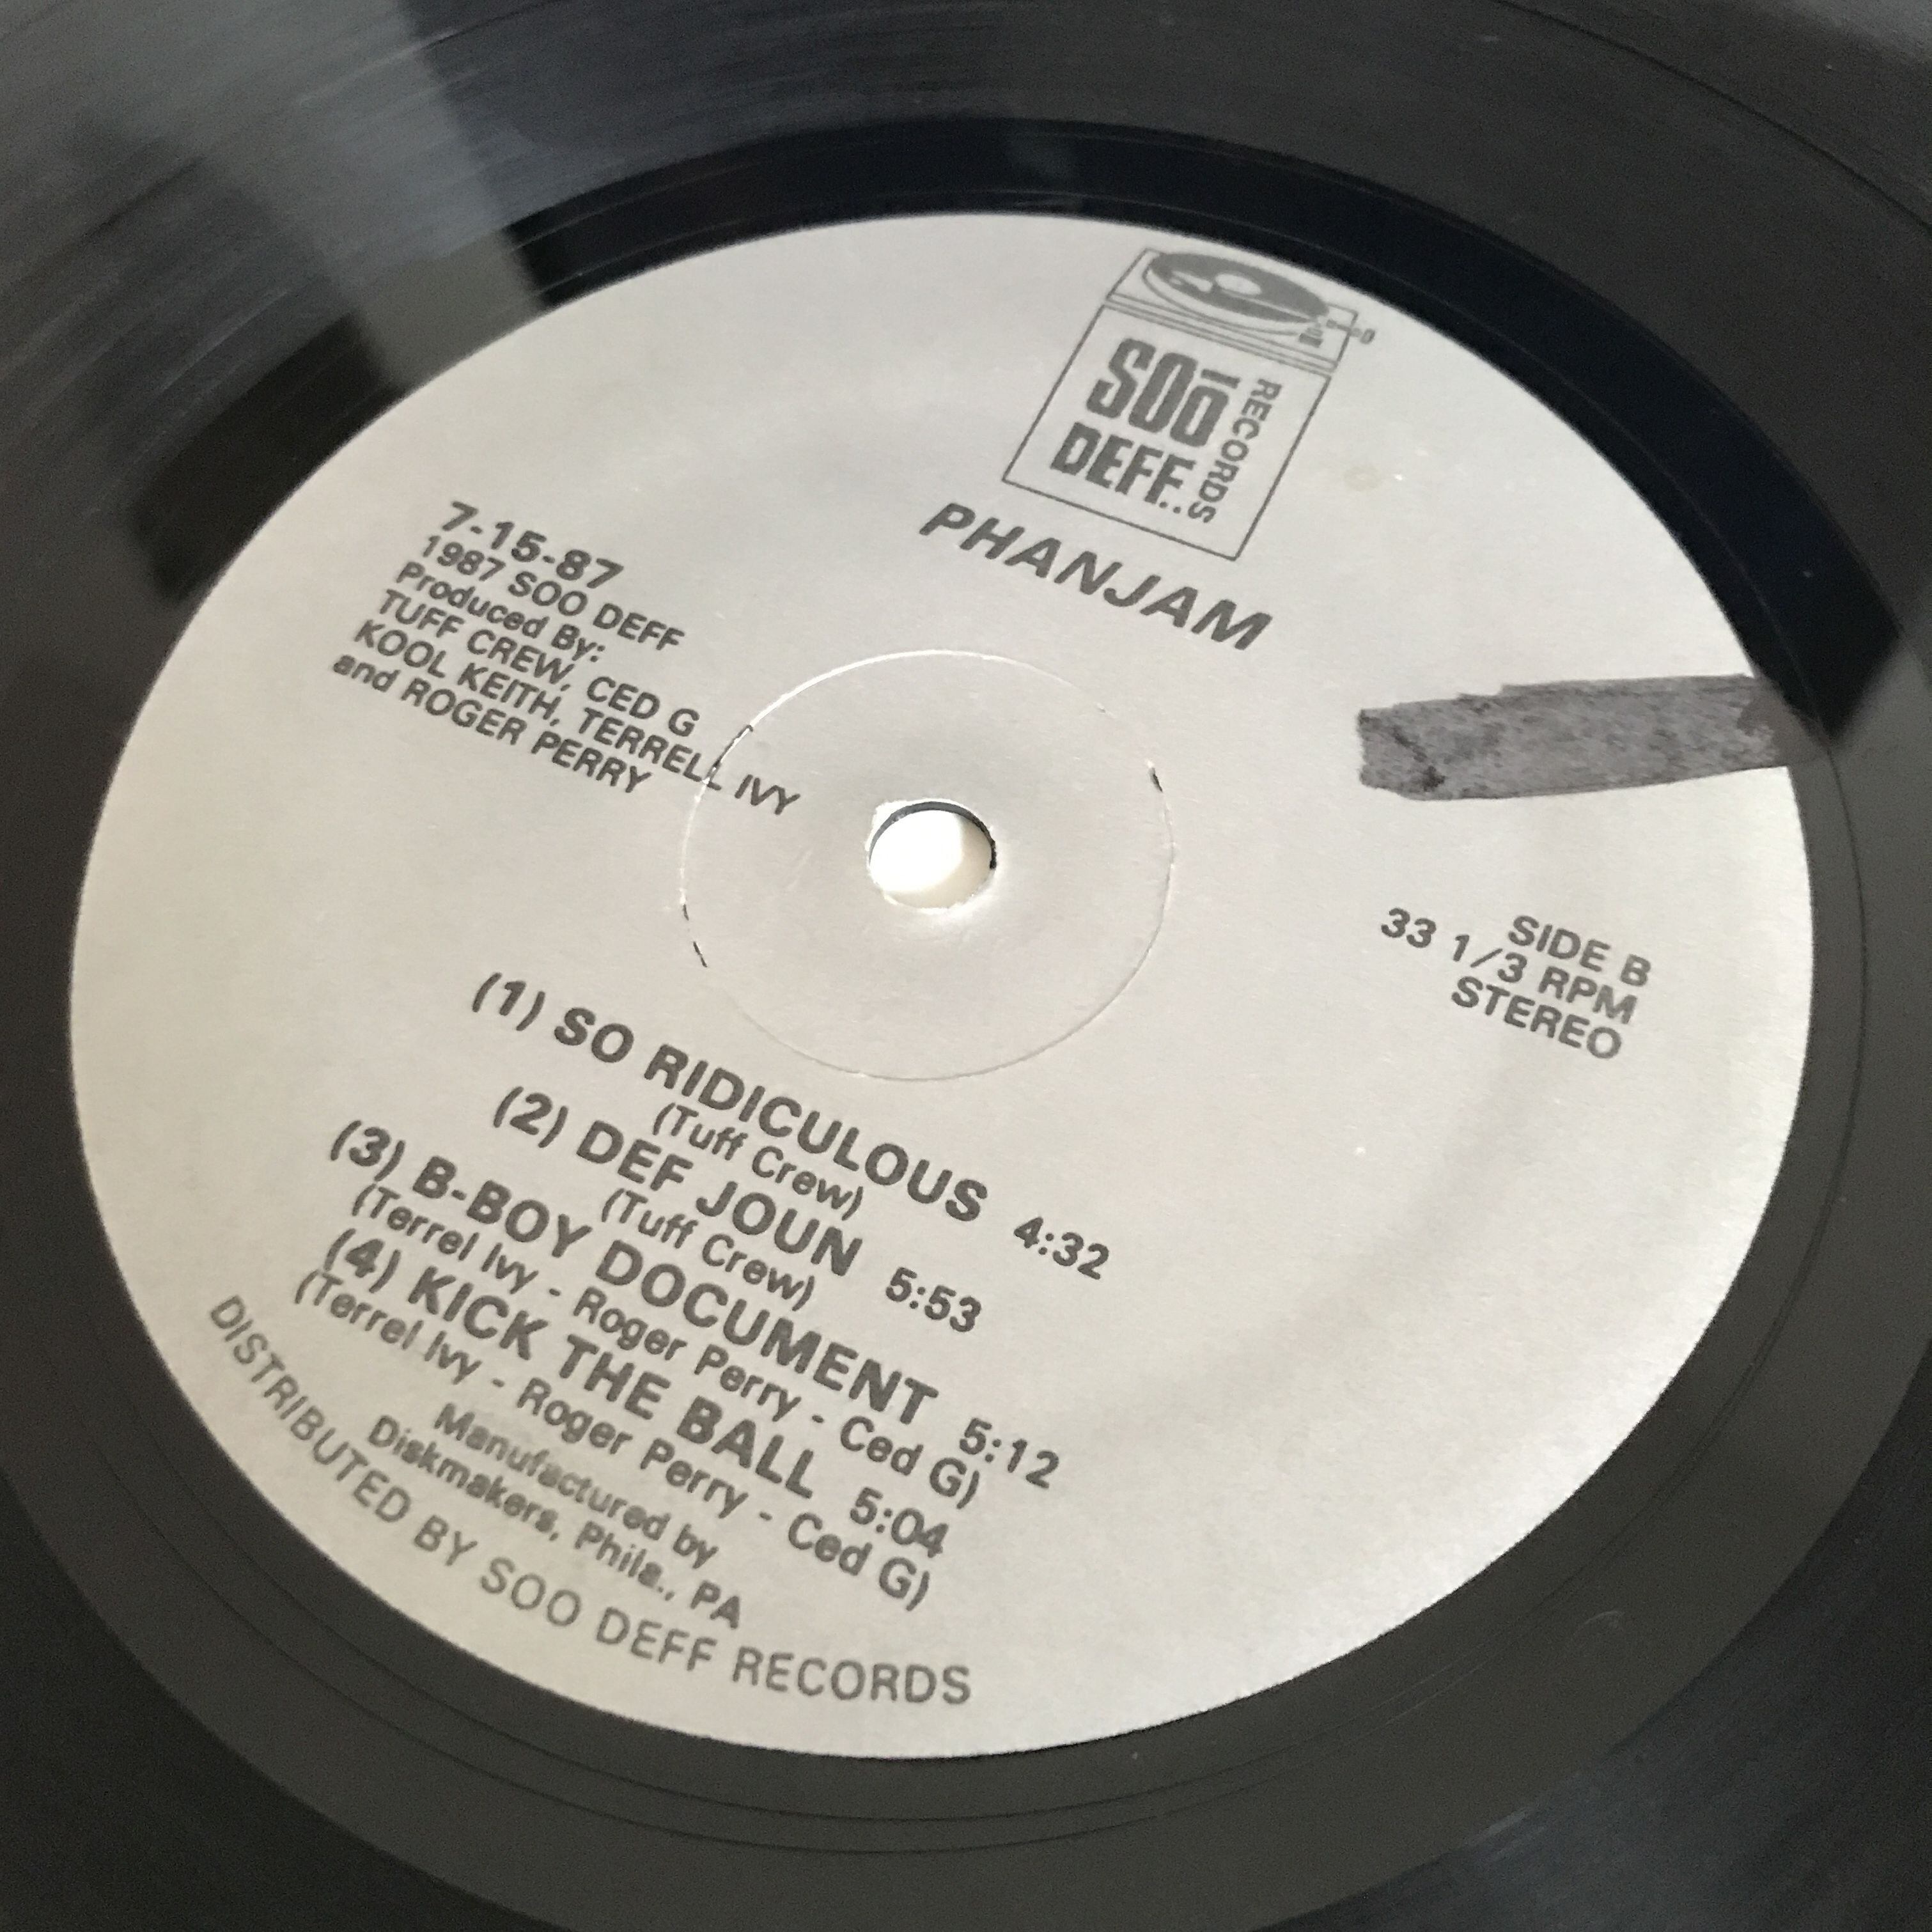 SOO
DEFF..
RECORDS
PHANJAM
7-15-87
1987 SOO DEFF
Produced By:
TUFF CREW, CED G
KOOL KEITH, TERRELL IVY
and ROGER PERRY
SIDE B
33 1/3 RPM
STEREO
(1) SO RIDICULOUS 4:32
(Tuff Crew)
(2) DEF JOUN 5:53
(Tuff Crew)
(3) B-BOY DOCUMENT 5:12
(Terrel Ivy - Roger Perry - Ced G)
(4) KICK THE BALL 5:04
(Terrel Ivy - Roger Perry - Ced G)
Manufactured by
Diskmakers, Phila., PA
DISTRIBUTED BY SOO DEFF RECORDS